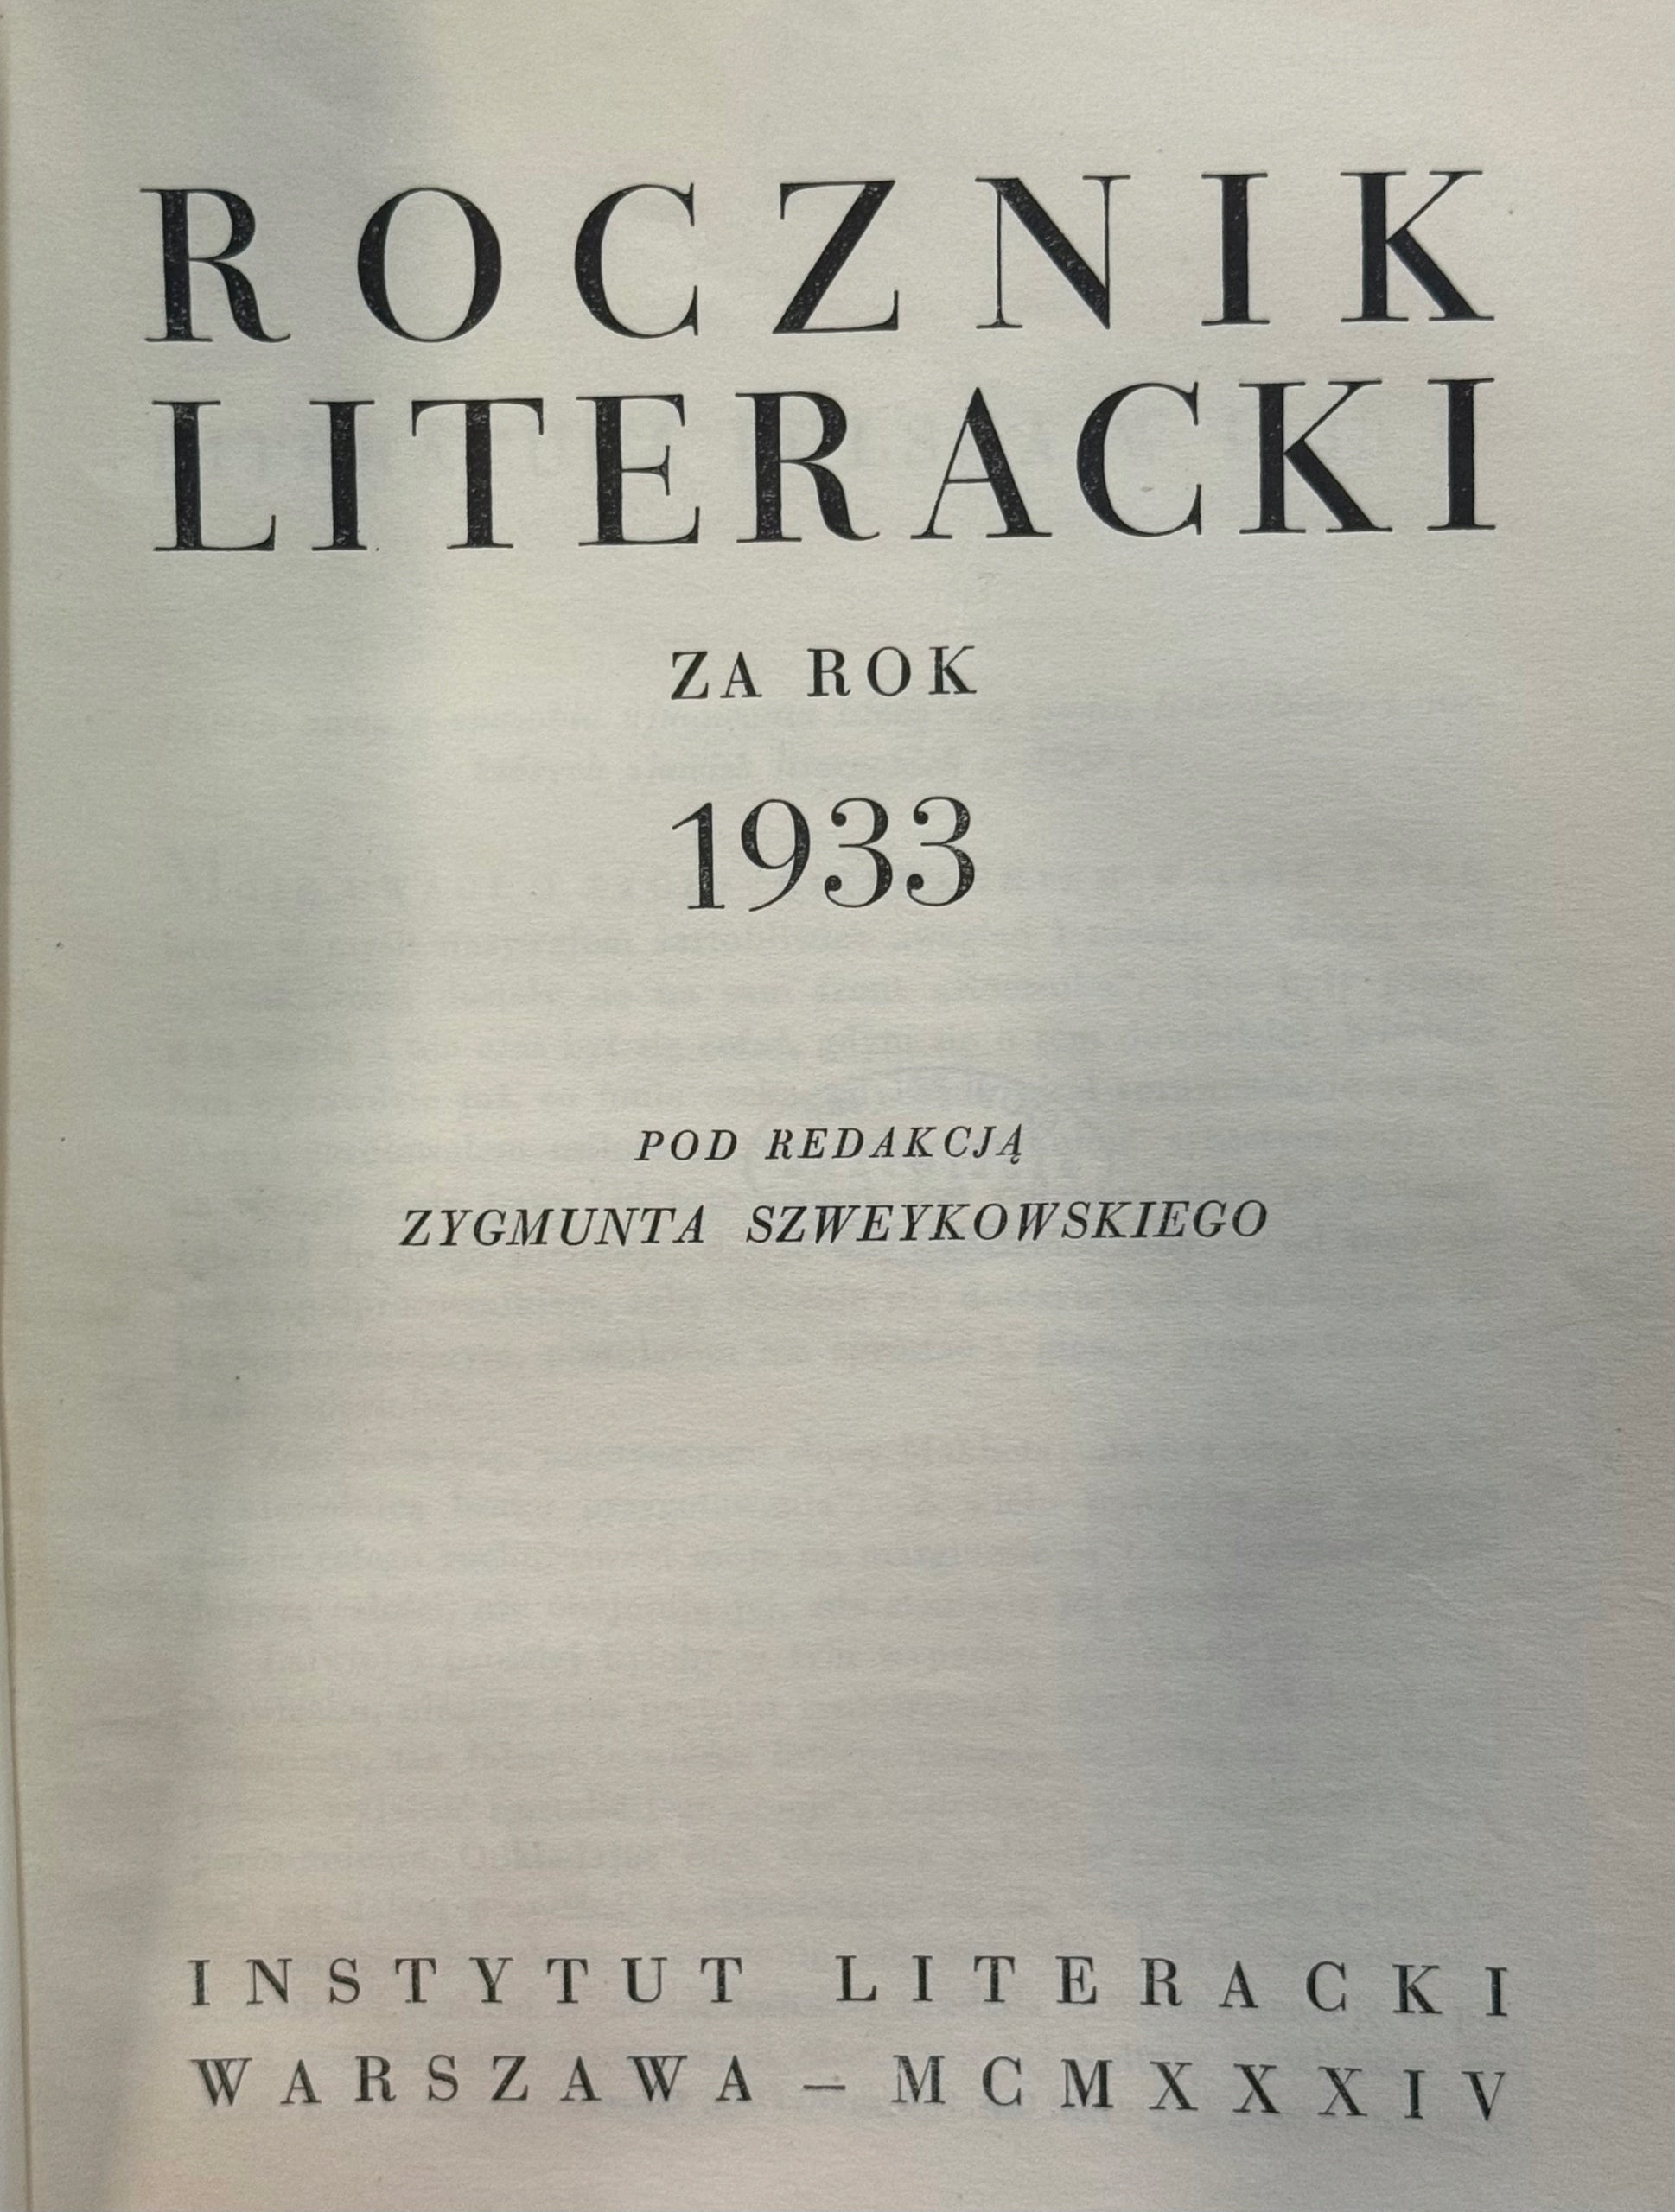 ROCZNIK
LITERACKI
ZA ROK
1933
POD REDAKCJĄ
ZYGMUNTA SZWEYKOWSKIEGO
INSTYTUT LITERACKI
WARSZAWA – MCMXXXIV